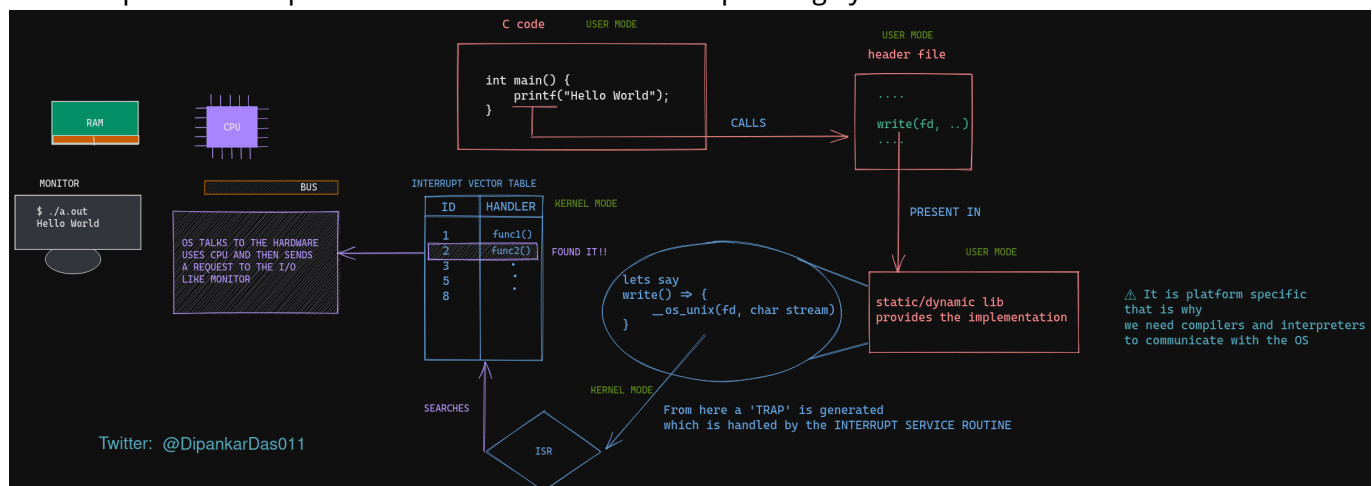 C code USER MODE
int main() {
printf("Hello World");
}
CALLS
USER MODE
header file
....
write(fd, ..)
....
PRESENT IN
USER MODE
static/dynamic lib
provides the implementation
⚠ It is platform specific
that is why
we need compilers and interpreters
to communicate with the OS
lets say
write() => {
__os_unix(fd, char stream)
}
KERNEL MODE
From here a 'TRAP' is generated
which is handled by the INTERRUPT SERVICE ROUTINE
ISR
SEARCHES
INTERRUPT VECTOR TABLE
KERNEL MODE
ID HANDLER
1 func1()
2 func2()
3 .
5 .
8 .
FOUND IT!!
OS TALKS TO THE HARDWARE
USES CPU AND THEN SENDS
A REQUEST TO THE I/O
LIKE MONITOR
RAM
CPU
BUS
MONITOR
$ ./a.out
Hello World
Twitter: @DipankarDas011